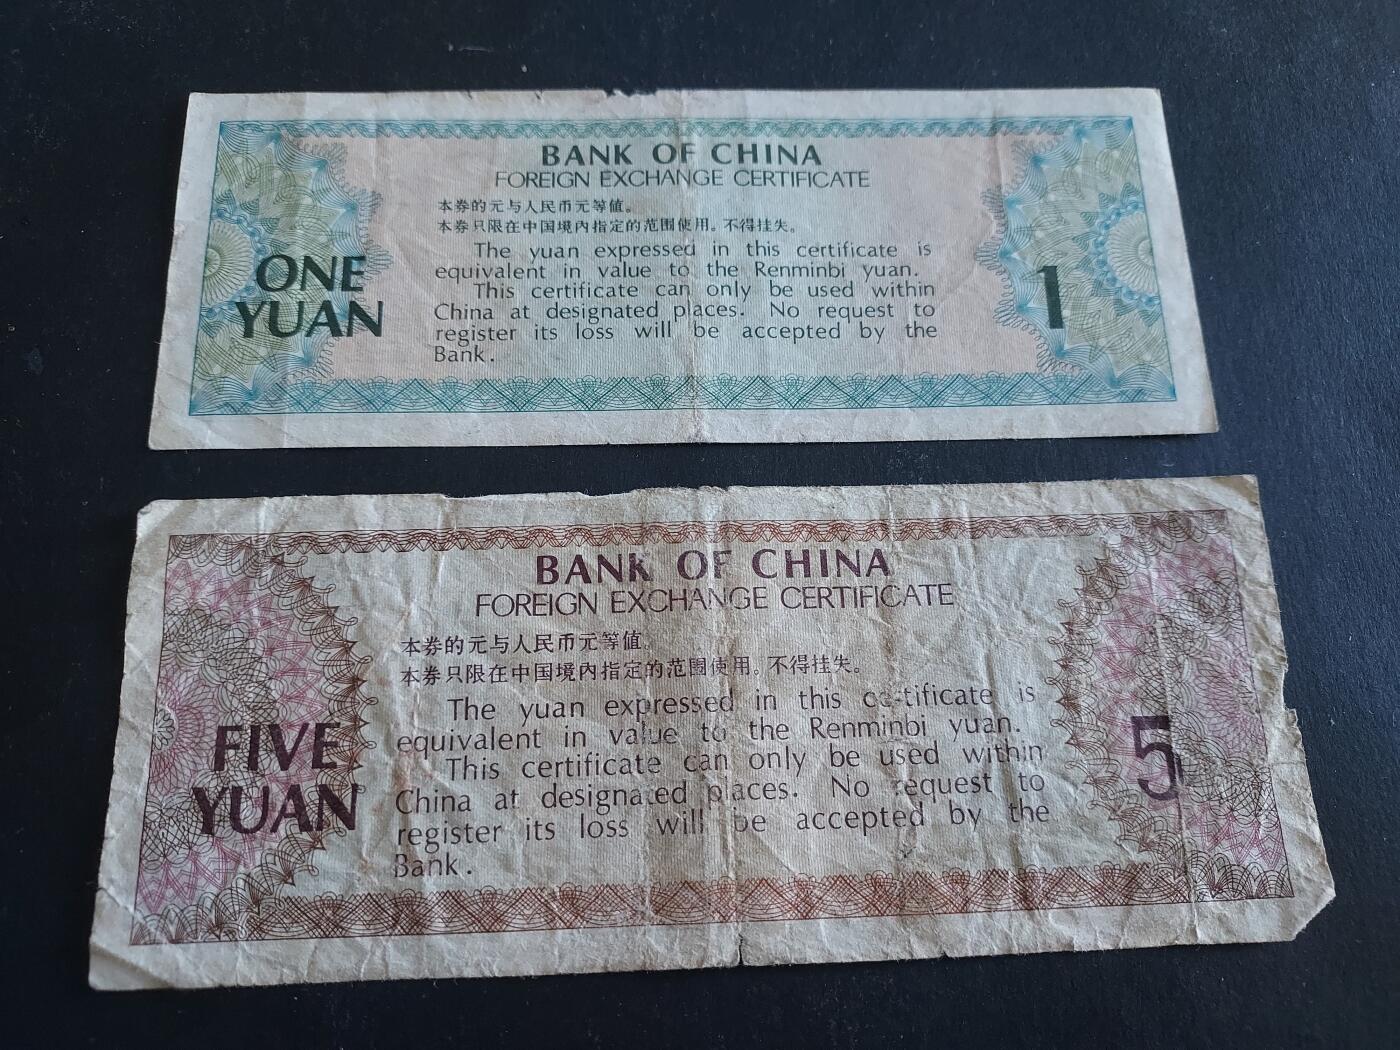 BANK OF CHINA
FOREIGN EXCHANGE CERTIFICATE
本券的元与人民币元等值。
本券只限在中国境内指定的范围使用。不得挂失。
The yuan expressed in this certificate is
equivalent in value to the Renminbi yuan.
This certificate can only be used within
China at designated places. No request to
register its loss will be accepted by the
Bank.
ONE
YUAN
1
BANK OF CHINA
FOREIGN EXCHANGE CERTIFICATE
本券的元与人民币元等值。
本券只限在中国境内指定的范围使用。不得挂失。
The yuan expressed in this certificate is
equivalent in value to the Renminbi yuan.
This certificate can only be used within
China at designated places. No request to
register its loss will be accepted by the
Bank.
FIVE
YUAN
5